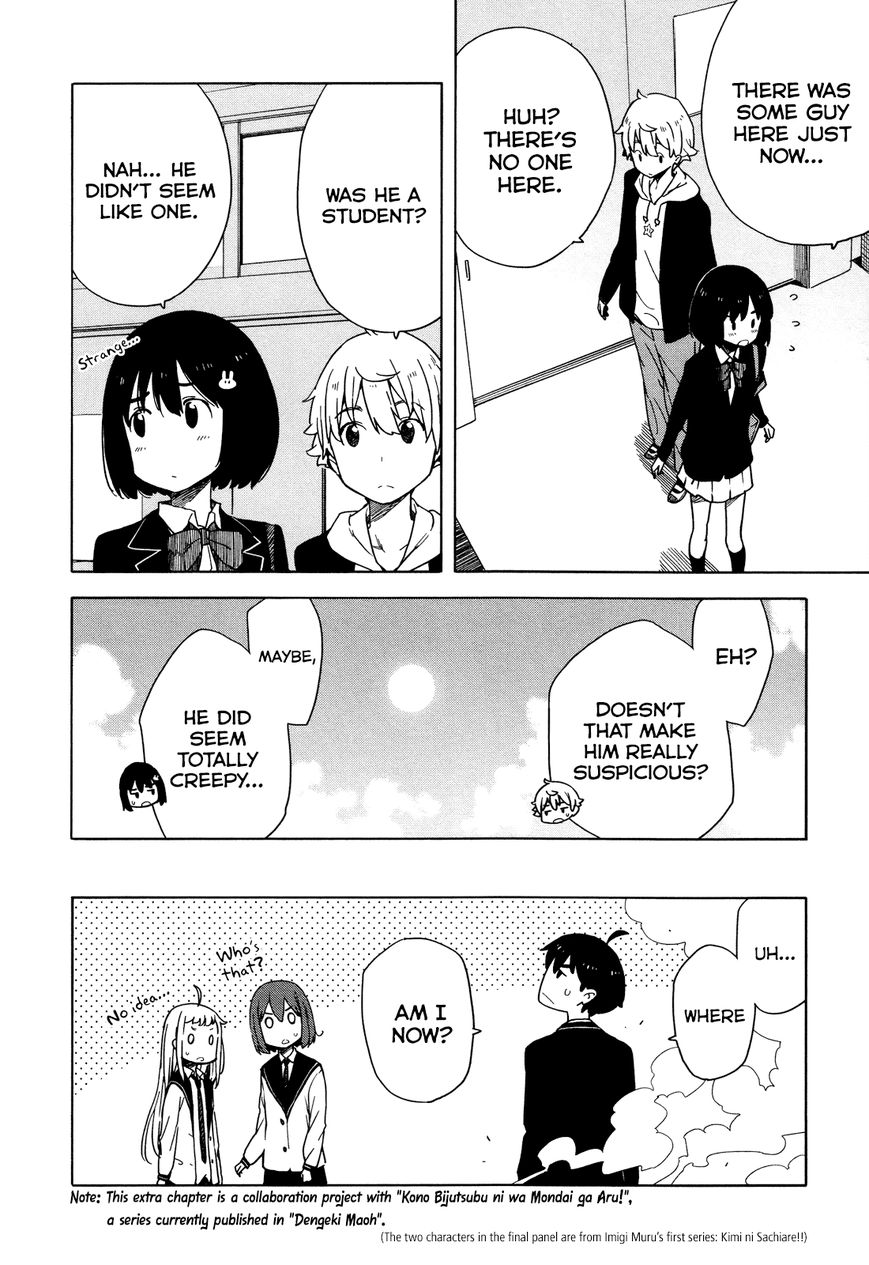 THERE WAS
SOME GUY
HERE JUST
NOW...
HUH?
THERE'S
NO ONE
HERE.
WAS HE A
STUDENT?
NAH... HE
DIDN'T SEEM
LIKE ONE.
Strange...
EH?
DOESN'T
THAT MAKE
HIM REALLY
SUSPICIOUS?
MAYBE,
HE DID
SEEM
TOTALLY
CREEPY...
UH...
WHERE
AM I
NOW?
Who's
that?
No idea...
Note: This extra chapter is a collaboration project with "Kono Bijutsubu ni wa Mondai ga Aru!",
a series currently published in "Dengeki Maoh".
(The two characters in the final panel are from Imigi Muru's first series: Kimi ni Sachiare!!)